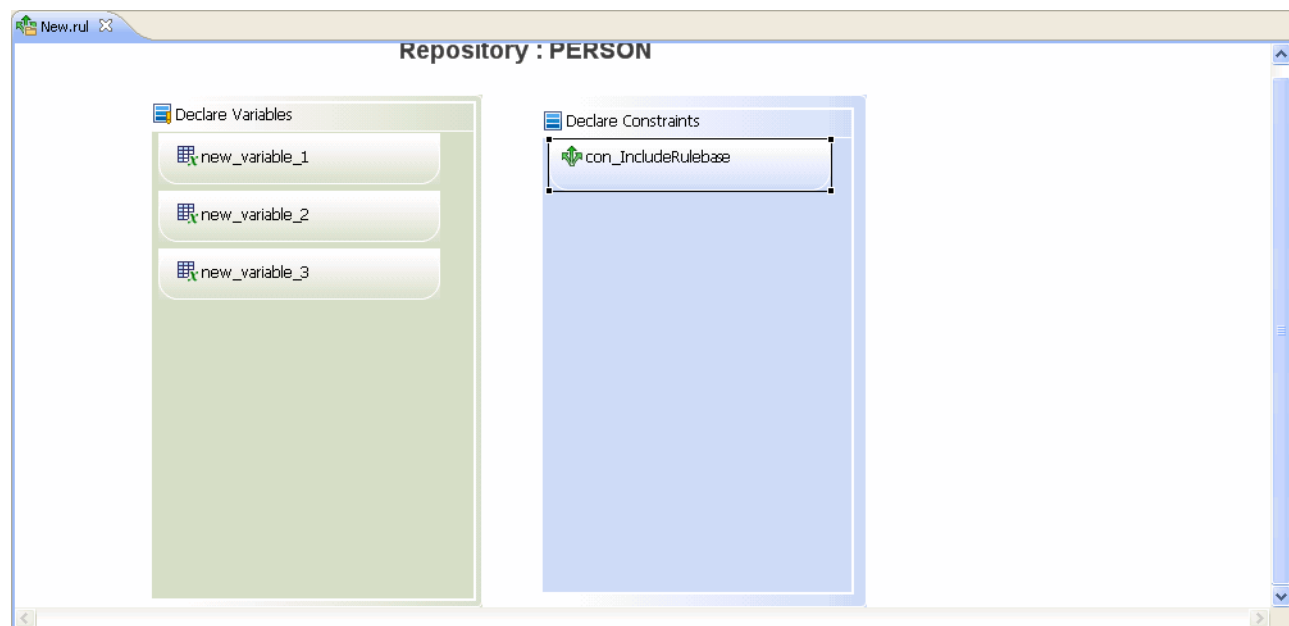 New.rul
Repository : PERSON
Declare Variables
new_variable_1
new_variable_2
new_variable_3
Declare Constraints
con_IncludeRulebase